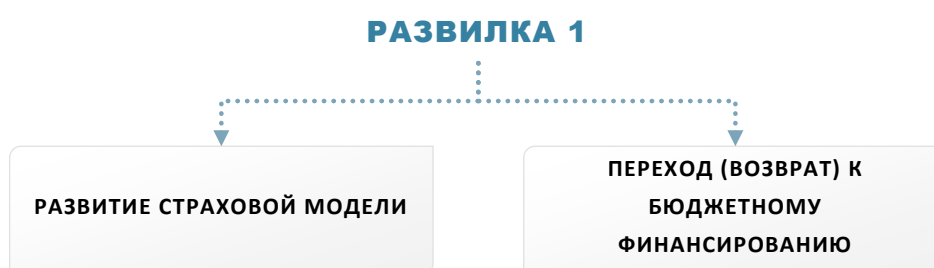 РАЗВИЛКА 1
РАЗВИТИЕ СТРАХОВОЙ МОДЕЛИ
ПЕРЕХОД (ВОЗВРАТ) К
БЮДЖЕТНОМУ
ФИНАНСИРОВАНИЮ